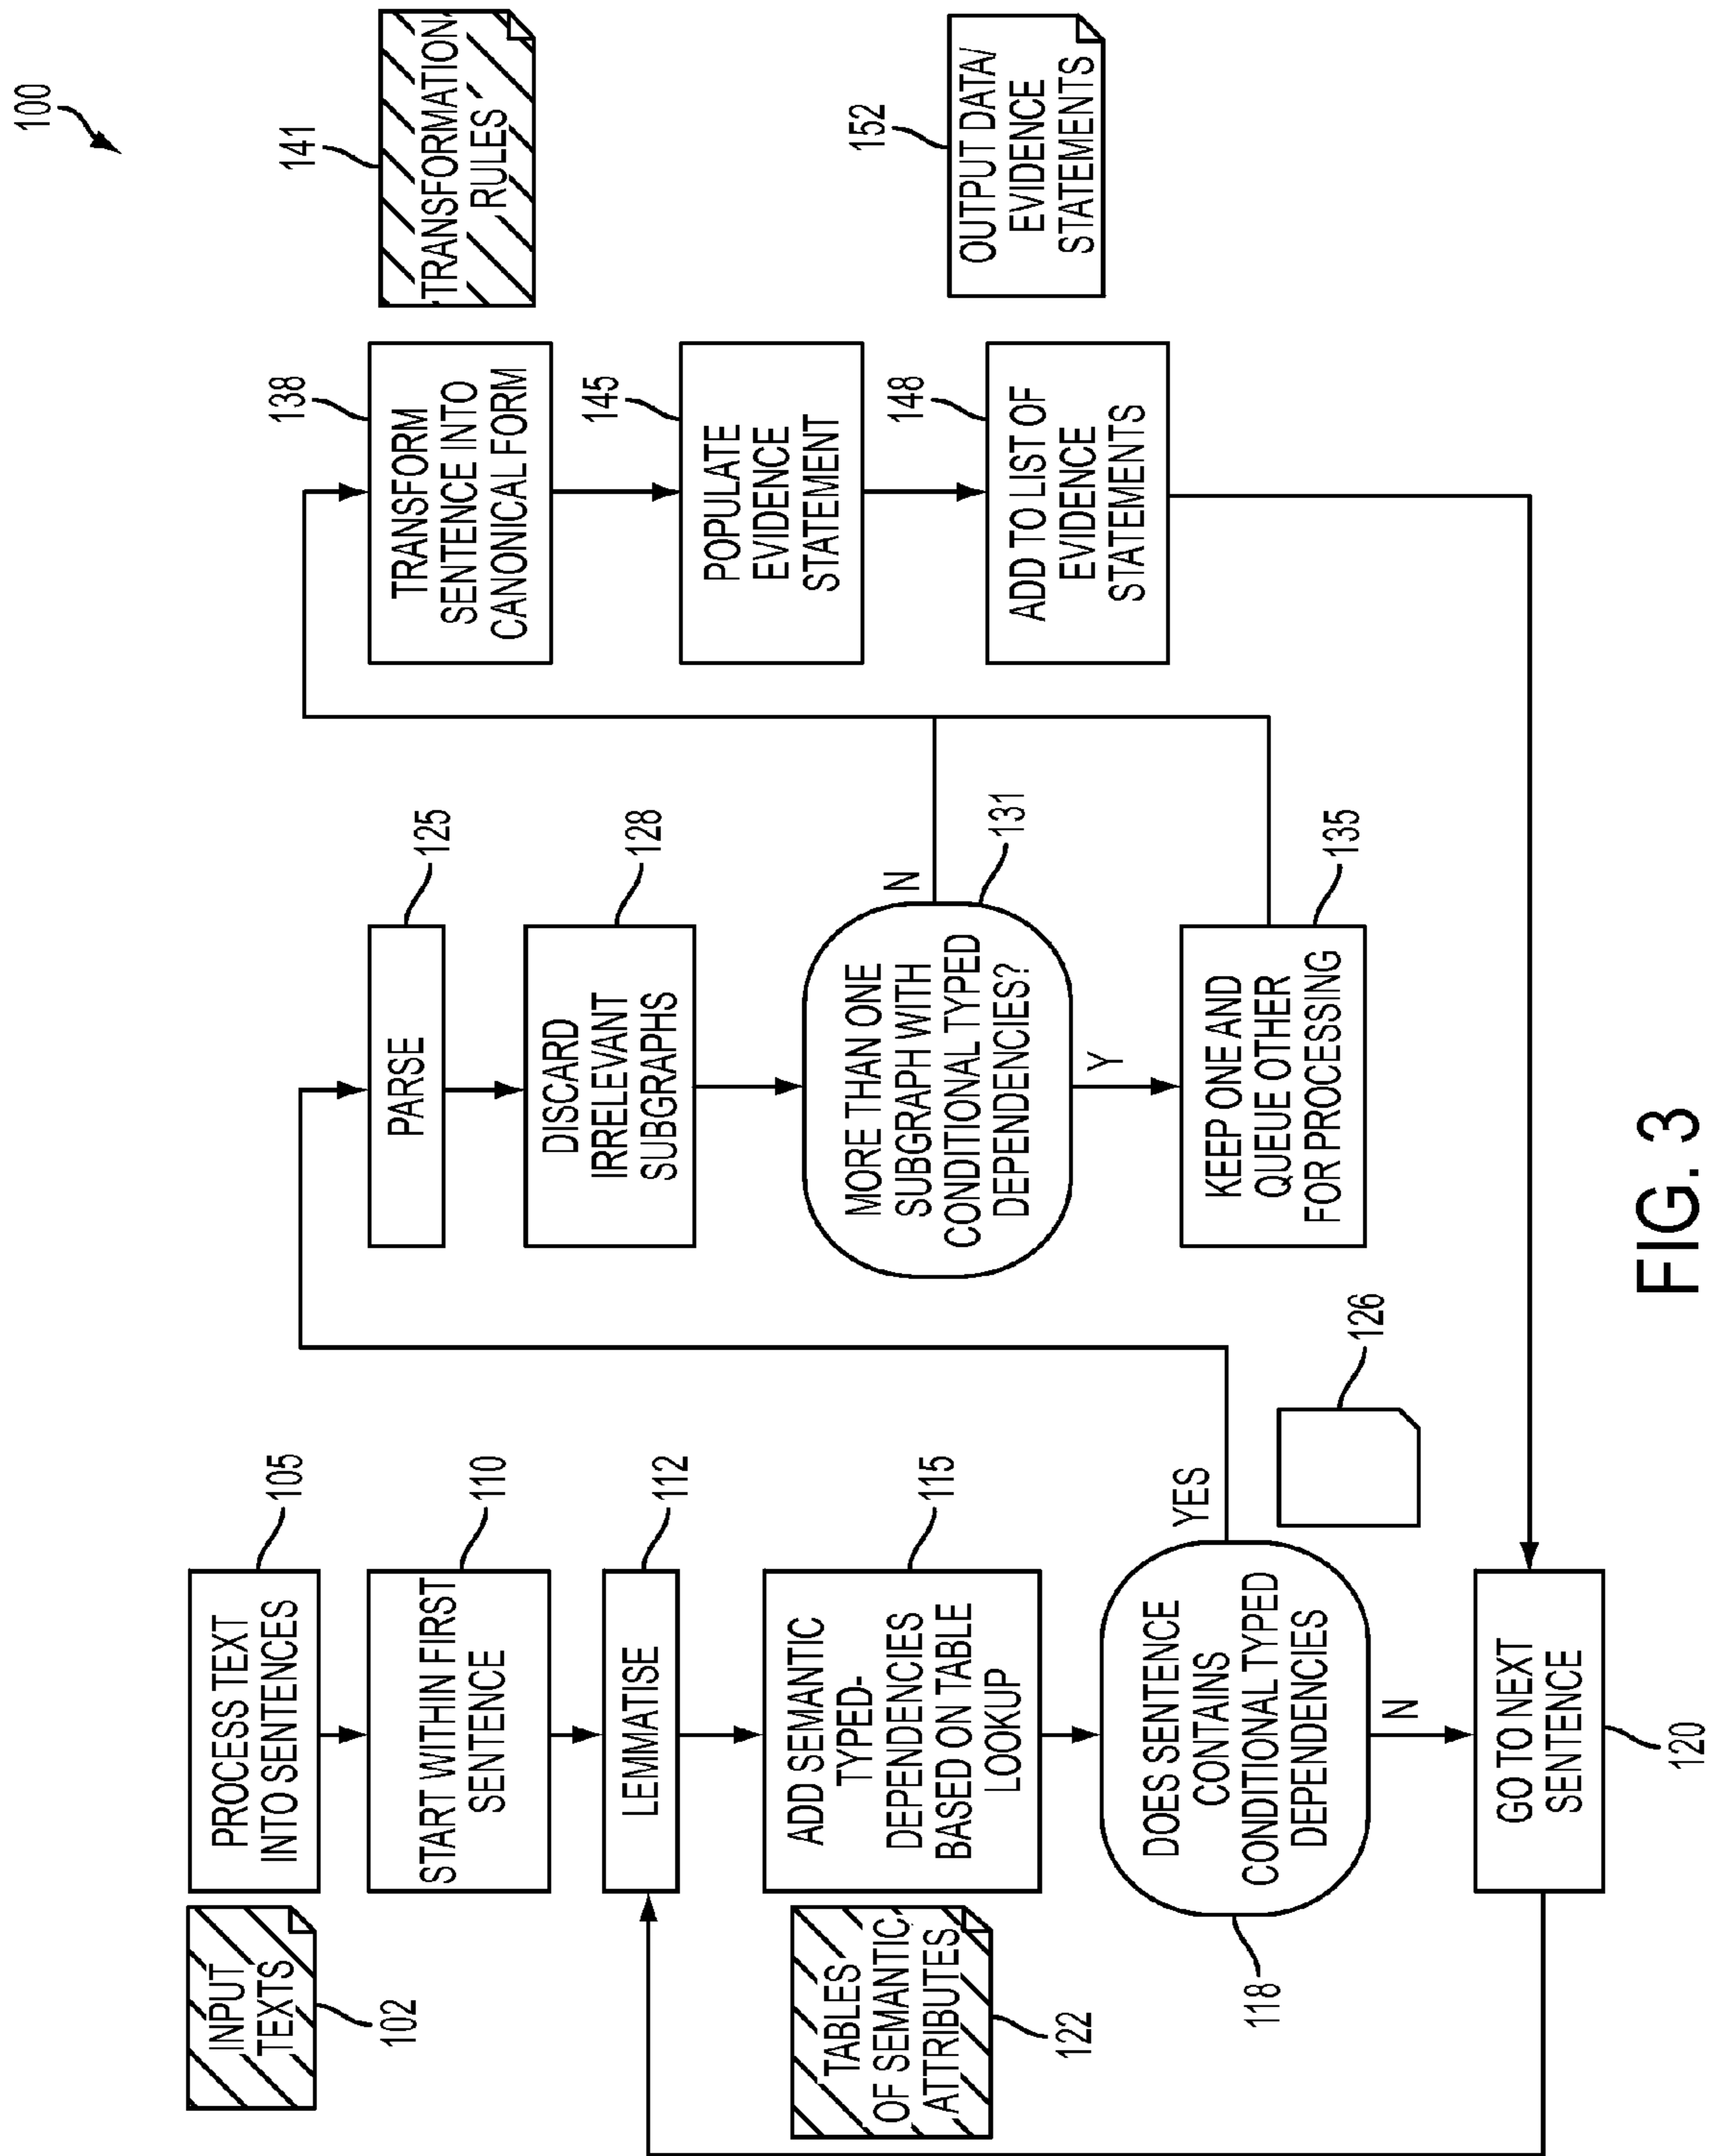 100
INPUT
TEXTS
102
PROCESS TEXT
INTO SENTENCES
105
START WITHIN FIRST
SENTENCE
110
LEMMATISE
112
TABLES
OF SEMANTIC
ATTRIBUTES
122
ADD SEMANTIC
TYPED-
DEPENDENCIES
BASED ON TABLE
LOOKUP
115
DOES SENTENCE
CONTAINS
CONDITIONAL TYPED
DEPENDENCIES
118
YES
N
126
GO TO NEXT
SENTENCE
120
PARSE
125
DISCARD
IRRELEVANT
SUBGRAPHS
128
MORE THAN ONE
SUBGRAPH WITH
CONDITIONAL TYPED
DEPENDENCIES?
131
N
Y
KEEP ONE AND
QUEUE OTHER
FOR PROCESSING
135
TRANSFORM
SENTENCE INTO
CANONICAL FORM
138
TRANSFORMATION
RULES
141
POPULATE
EVIDENCE
STATEMENT
145
ADD TO LIST OF
EVIDENCE
STATEMENTS
148
OUTPUT DATA/
EVIDENCE
STATEMENTS
152
FIG. 3